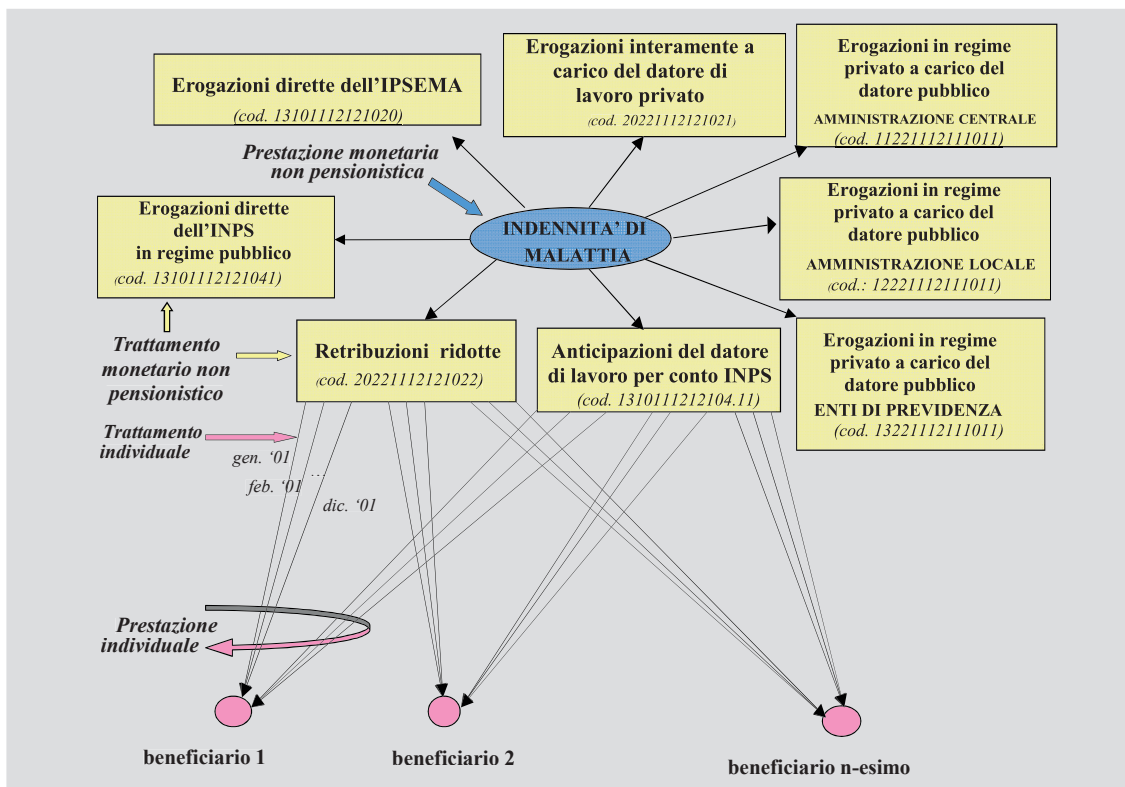 Erogazioni dirette dell'IPSEMA
(cod. 13101112121020)
Erogazioni interamente a
carico del datore di
lavoro privato
(cod. 20221112121021)
Erogazioni in regime
privato a carico del
datore pubblico
AMMINISTRAZIONE CENTRALE
(cod. 11221112111011)
Prestazione monetaria
non pensionistica
Erogazioni dirette
dell'INPS
in regime pubblico
(cod. 13101112121041)
INDENNITA' DI
MALATTIA
Erogazioni in regime
privato a carico del
datore pubblico
AMMINISTRAZIONE LOCALE
(cod.: 12221112111011)
Trattamento
monetario non
pensionistico
Retribuzioni ridotte
(cod. 20221112121022)
Anticipazioni del datore
di lavoro per conto INPS
(cod. 1310111212104.11)
Erogazioni in regime
privato a carico del
datore pubblico
ENTI DI PREVIDENZA
(cod. 13221112111011)
Trattamento
individuale
gen. '01
feb. '01 ...
dic. '01
Prestazione
individuale
beneficiario 1
beneficiario 2
beneficiario n-esimo